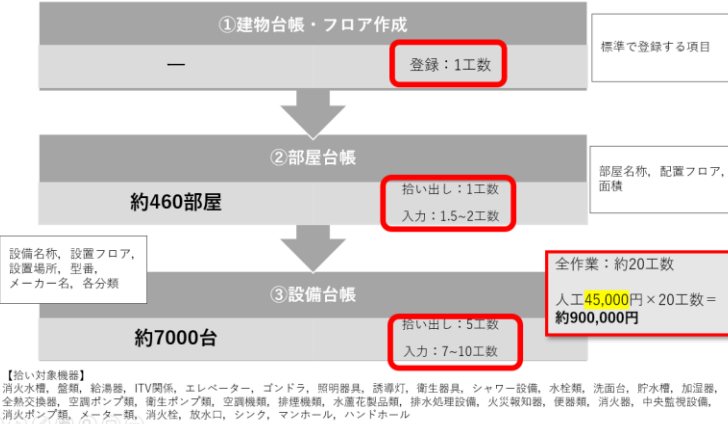 ①建物台帳・フロア作成
―
登録：1工数
標準で登録する項目
②部屋台帳
約460部屋
拾い出し：1工数
入力：1.5~2工数
部屋名称，配置フロア，
面積
設備名称，設置フロア，
設置場所，型番，
メーカー名，各分類
③設備台帳
約7000台
拾い出し：5工数
入力：7~10工数
全作業：約20工数
人工45,000円×20工数＝
約900,000円
【拾い対象機器】
消火水槽，盤類，給湯器，ITV関係，エレベーター，ゴンドラ，照明器具，誘導灯，衛生器具，シャワー設備，水栓類，洗面台，貯水槽，加湿器，
全熱交換器，空調ポンプ類，衛生ポンプ類，空調機類，排煙機類，水蘆花製品類，排水処理設備，火災報知器，便器類，消火器，中央監視設備，
消火ポンプ類，メーター類，消火栓，放水口，シンク，マンホール，ハンドホール